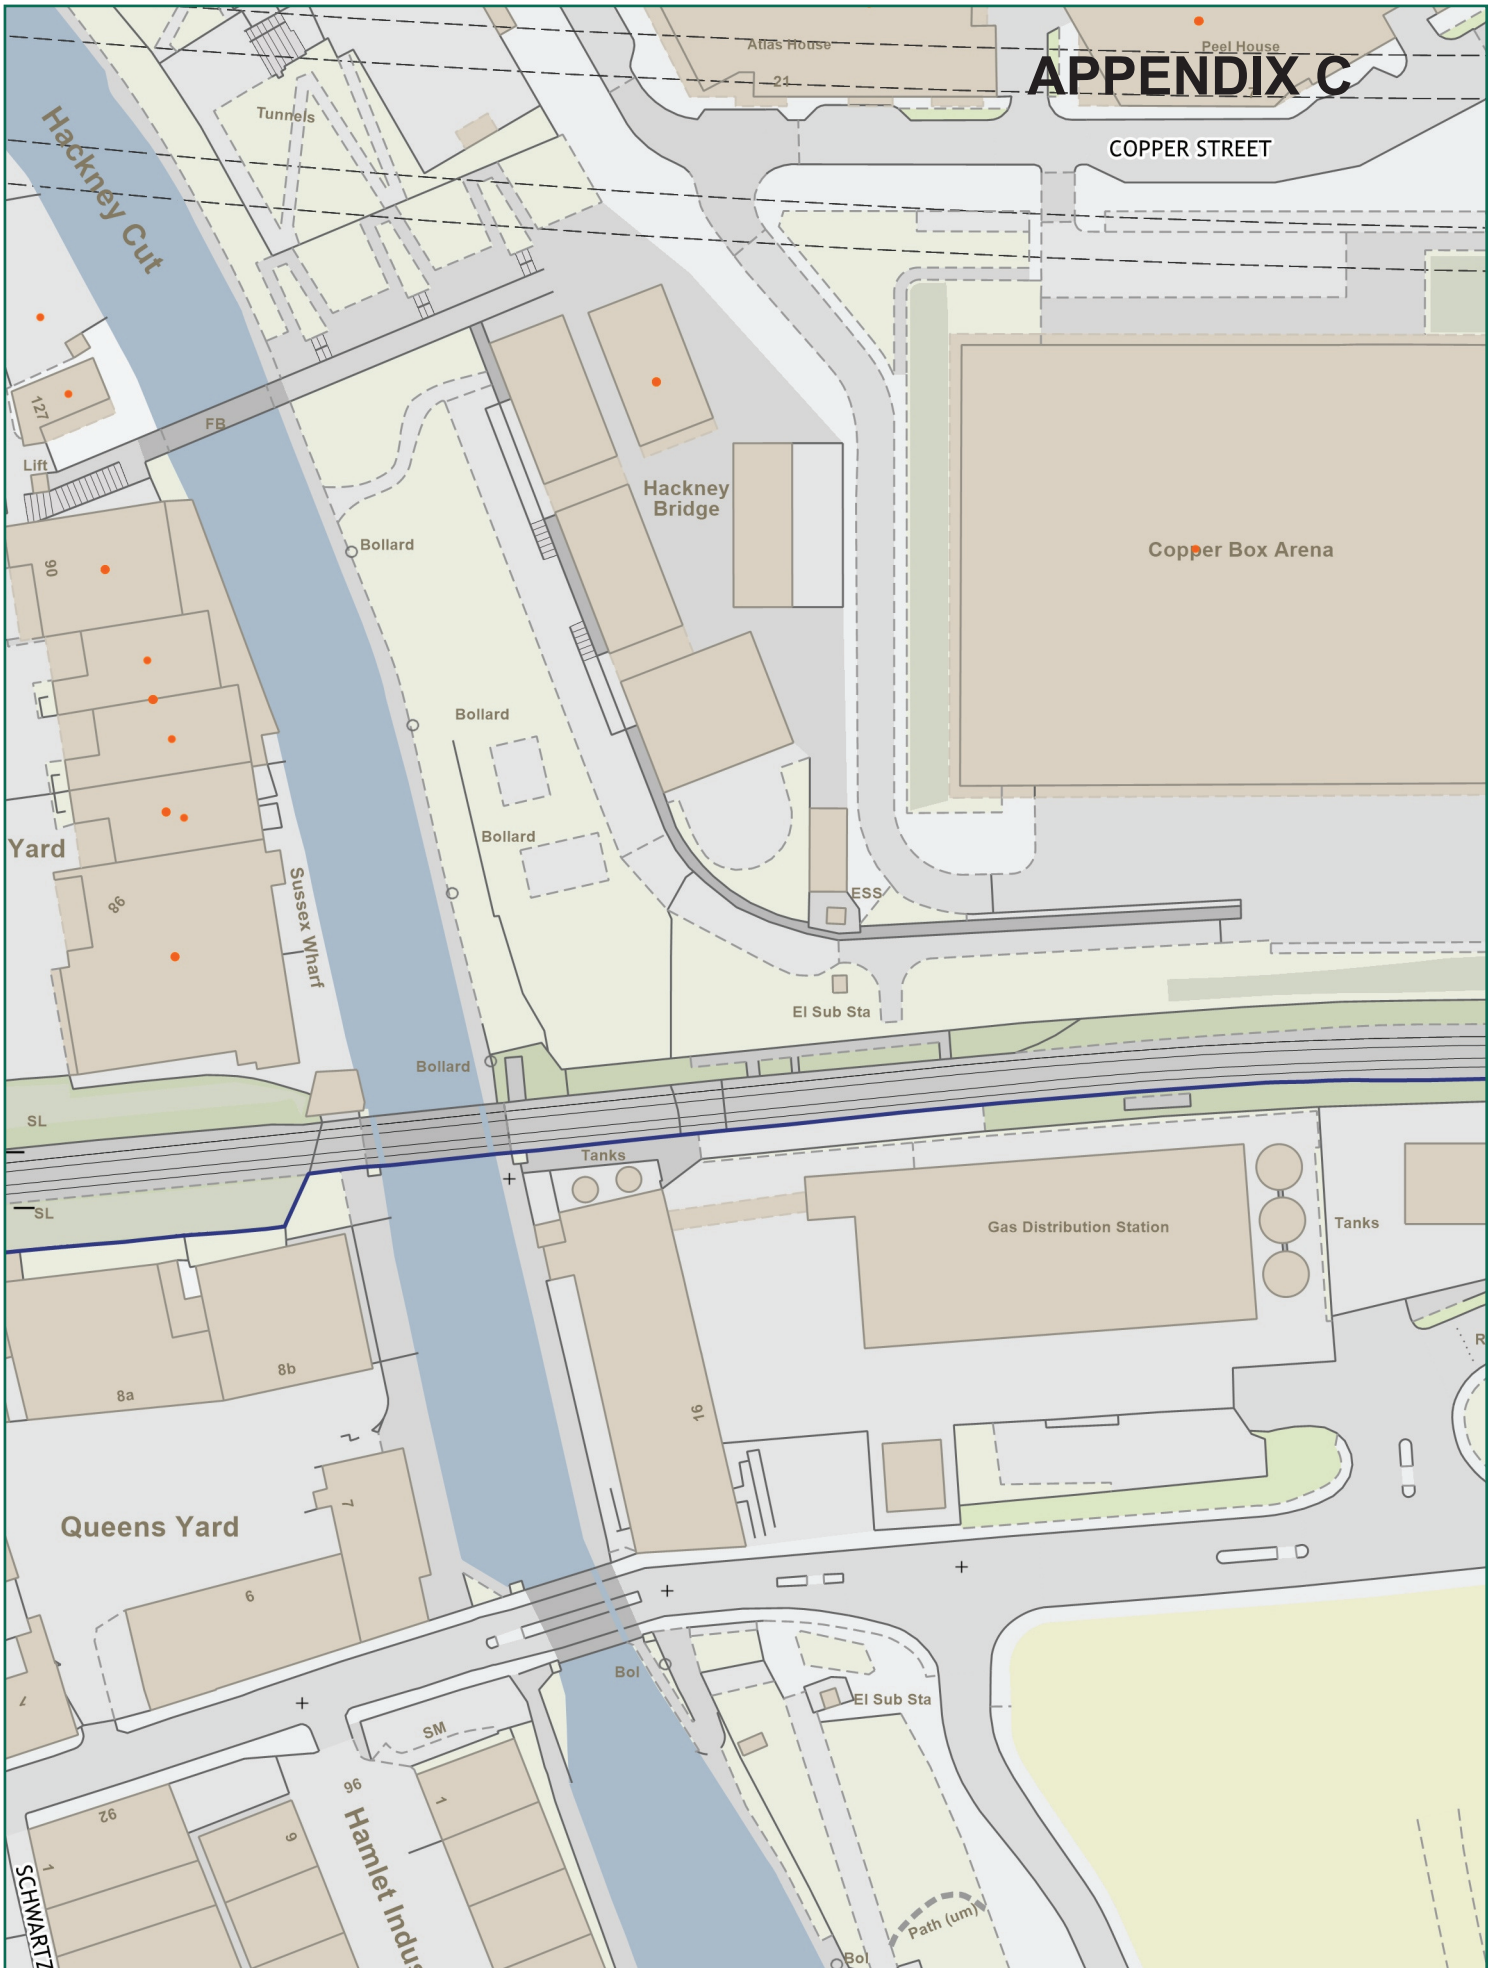 Atlas House
Peel House
APPENDIX C
21
COPPER STREET
Tunnels
Hackney Cut
127
FB
Lift
Hackney
Bridge
Bollard
Copper Box Arena
90
Bollard
Bollard
Yard
86
Sussex Wharf
ESS
El Sub Sta
Bollard
SL
Tanks
SL
Gas Distribution Station
Tanks
R
8b
8a
16
7
Queens Yard
6
Bol
El Sub Sta
7
SM
96
92
1
9
1
Hamlet Indus
SCHWARTZ
Path (um)
Bol